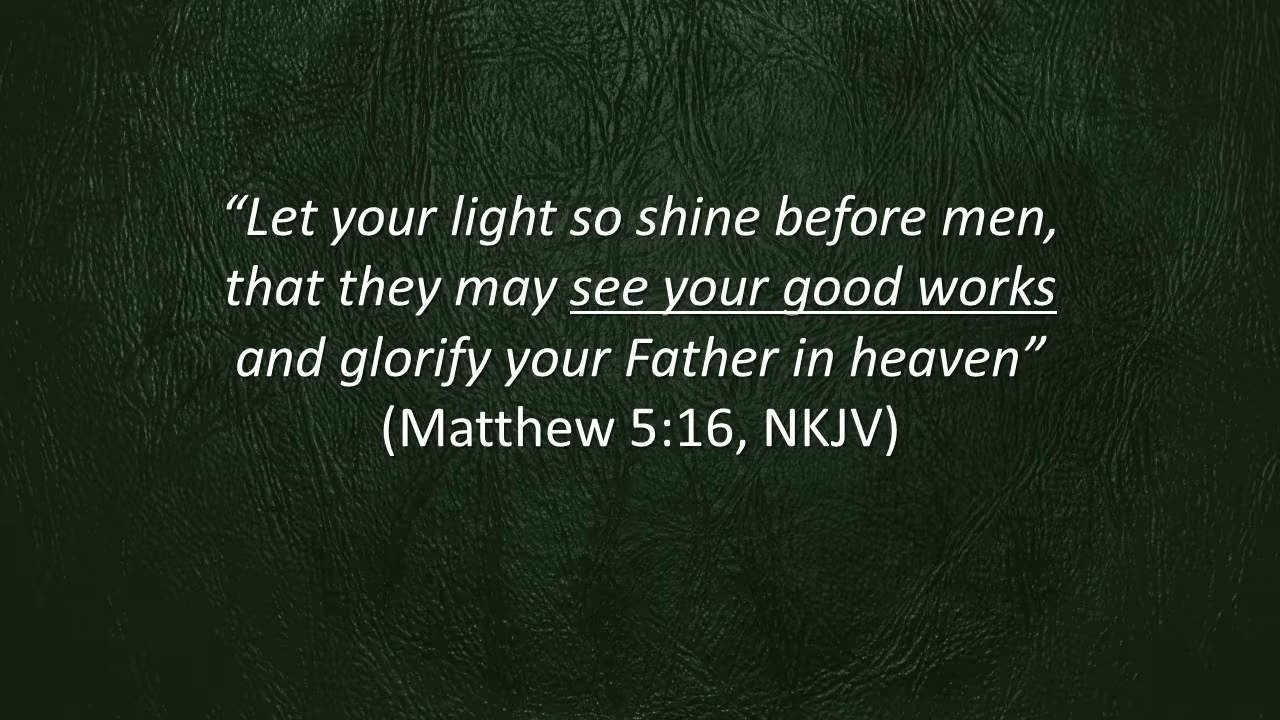 “Let your light so shine before men,
that they may see your good works
and glorify your Father in heaven”
(Matthew 5:16, NKJV)